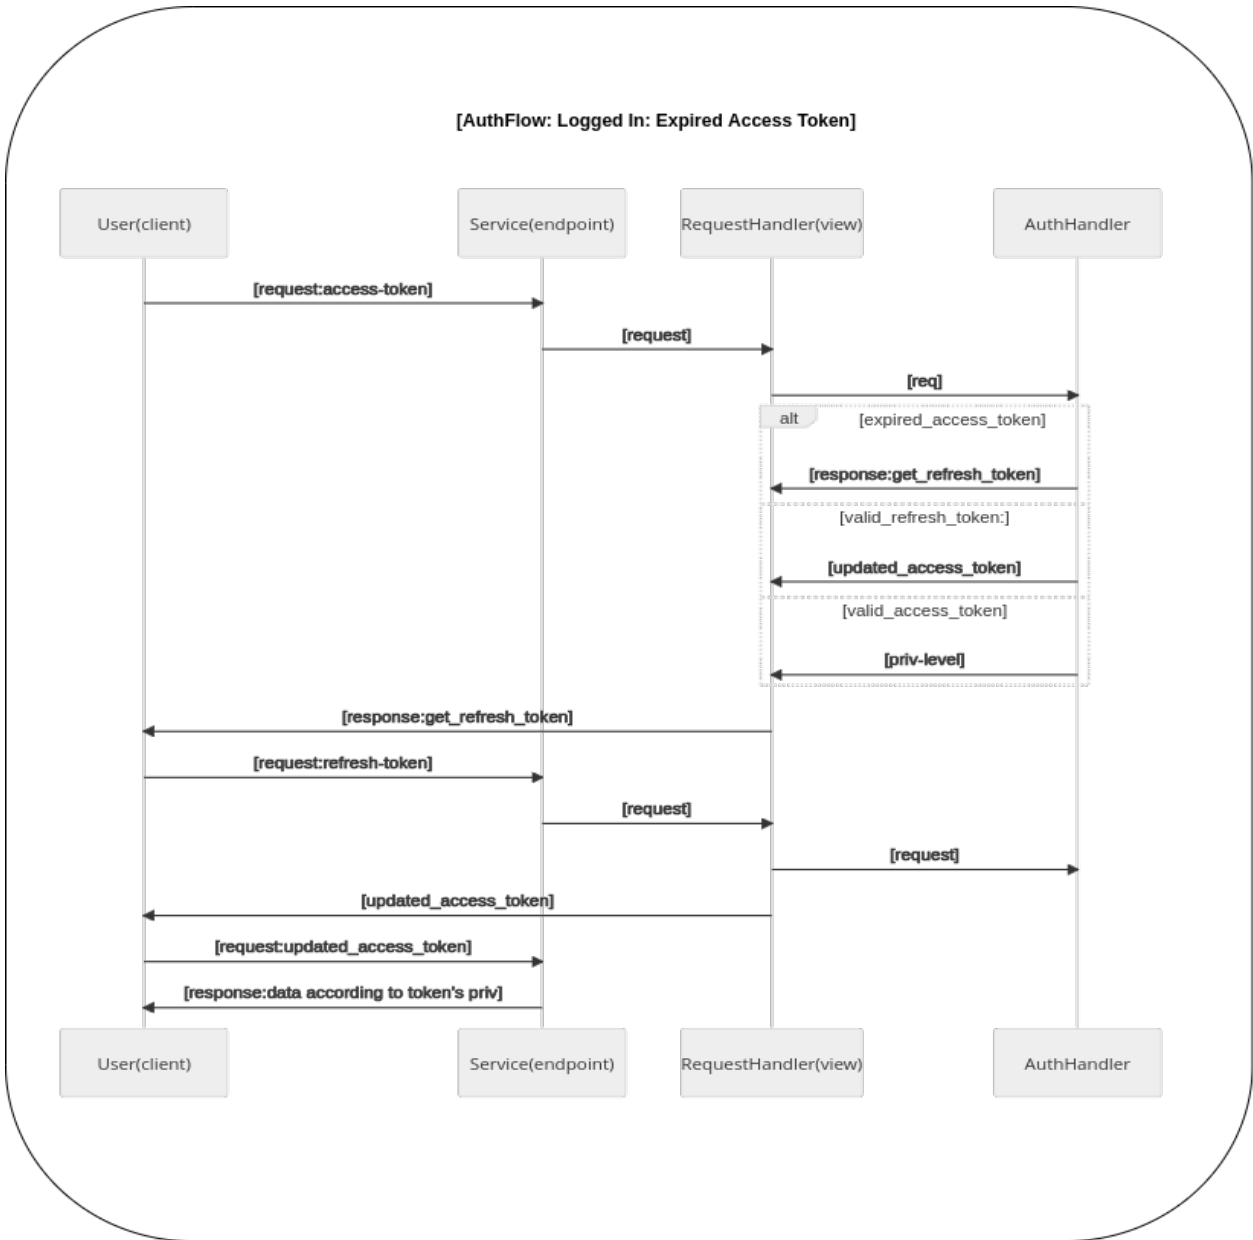 [AuthFlow: Logged In: Expired Access Token]
User(client)
Service(endpoint)
RequestHandler(view)
AuthHandler
[request:access-token]
[request]
[req]
alt
[expired_access_token]
[response:get_refresh_token]
[valid_refresh_token:]
[updated_access_token]
[valid_access_token]
[priv-level]
[response:get_refresh_token]
[request:refresh-token]
[request]
[request]
[updated_access_token]
[request:updated_access_token]
[response:data according to token's priv]
User(client)
Service(endpoint)
RequestHandler(view)
AuthHandler